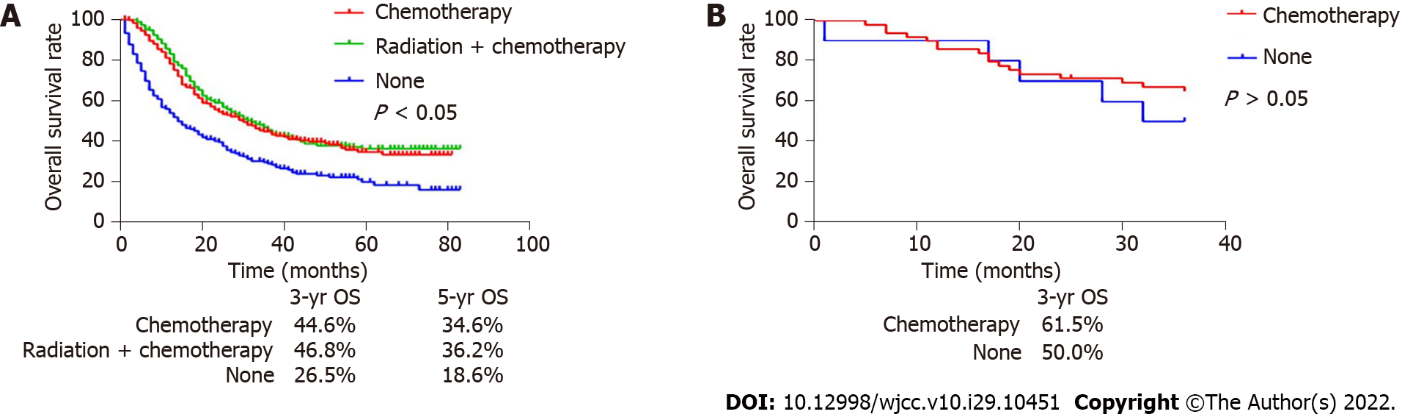 A
Overall survival rate
100
80
60
40
20
0
0 20 40 60 80 100
Time (months)
Chemotherapy
Radiation + chemotherapy
None
P < 0.05
3-yr OS 5-yr OS
Chemotherapy 44.6% 34.6%
Radiation + chemotherapy 46.8% 36.2%
None 26.5% 18.6%
B
Overall survival rate
100
80
60
40
20
0
0 10 20 30 40
Time (months)
Chemotherapy
None
P > 0.05
3-yr OS
Chemotherapy 61.5%
None 50.0%
DOI: 10.12998/wjcc.v10.i29.10451 Copyright ©The Author(s) 2022.